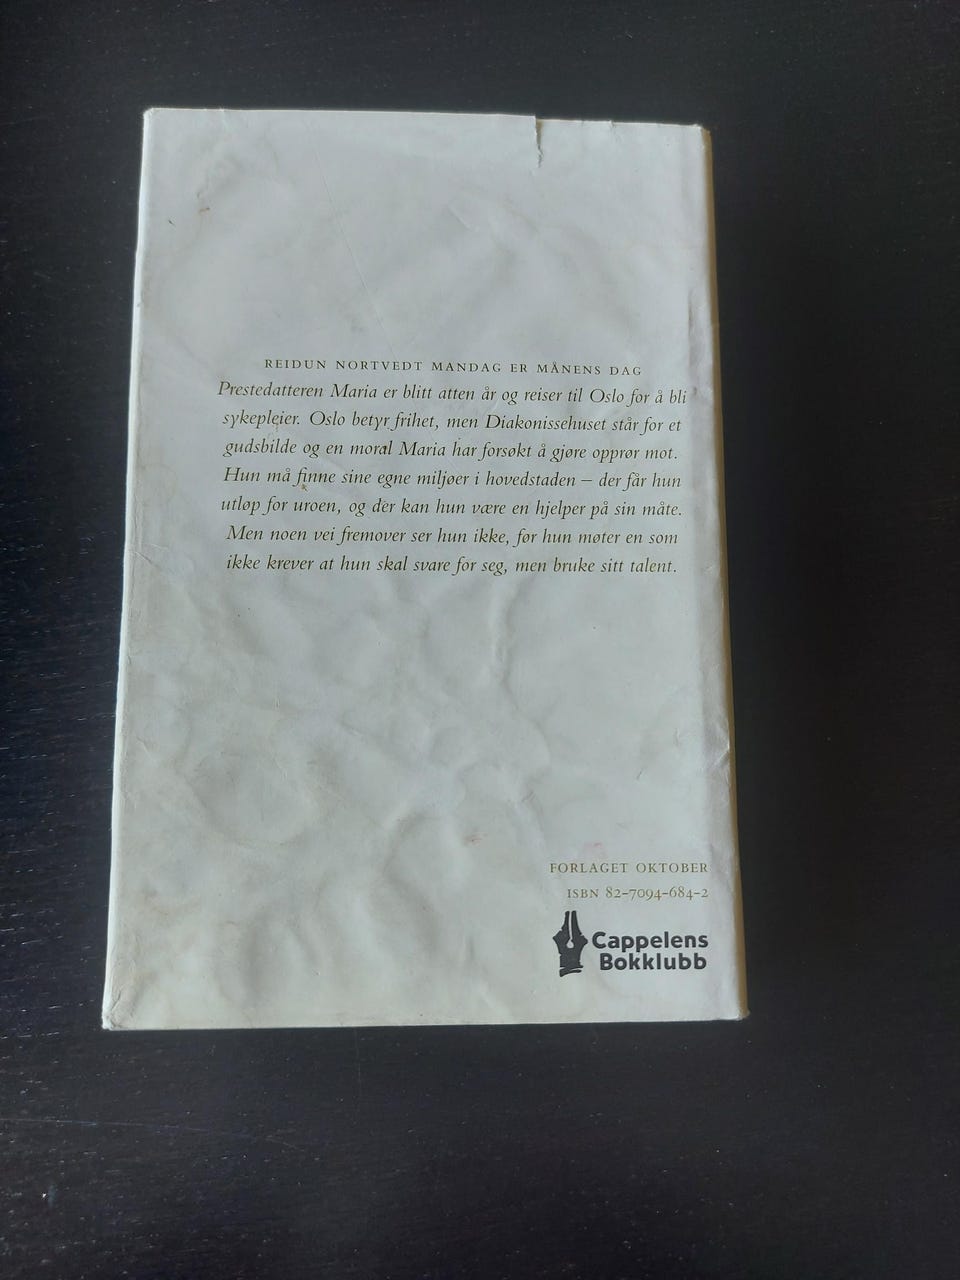 REIDUN NORTVEDT MANDAG ER MÅNENS DAG
Prestedatteren Maria er blitt atten år og reiser til Oslo for å bli
sykepleier. Oslo betyr frihet, men Diakonissehuset står for et
gudsbilde og en moral Maria har forsøkt å gjøre opprør mot.
Hun må finne sine egne miljøer i hovedstaden – der får hun
utløp for uroen, og der kan hun være en hjelper på sin måte.
Men noen vei fremover ser hun ikke, før hun møter en som
ikke krever at hun skal svare for seg, men bruke sitt talent.
FORLAGET OKTOBER
ISBN 82-7094-684-2
Cappelens
Bokklubb